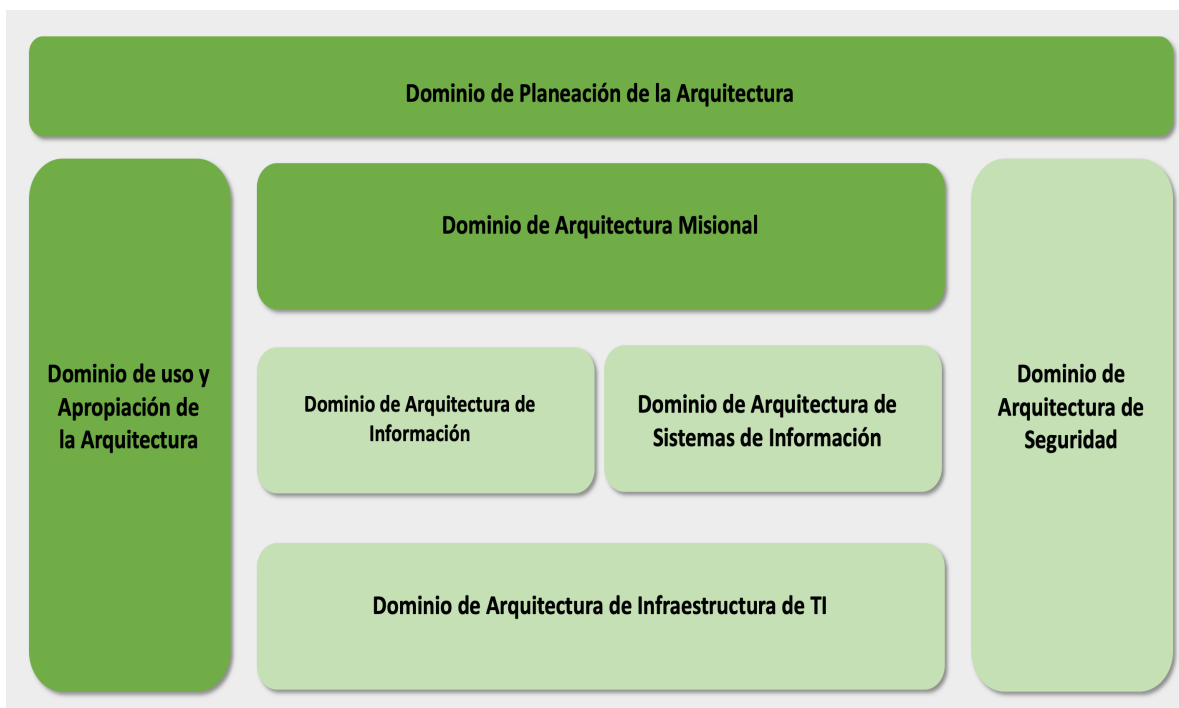 Dominio de Planeación de la Arquitectura
Dominio de Arquitectura Misional
Dominio de uso y
Apropiación de
la Arquitectura
Dominio de Arquitectura de
Información
Dominio de Arquitectura de
Sistemas de Información
Dominio de
Arquitectura de
Seguridad
Dominio de Arquitectura de Infraestructura de TI